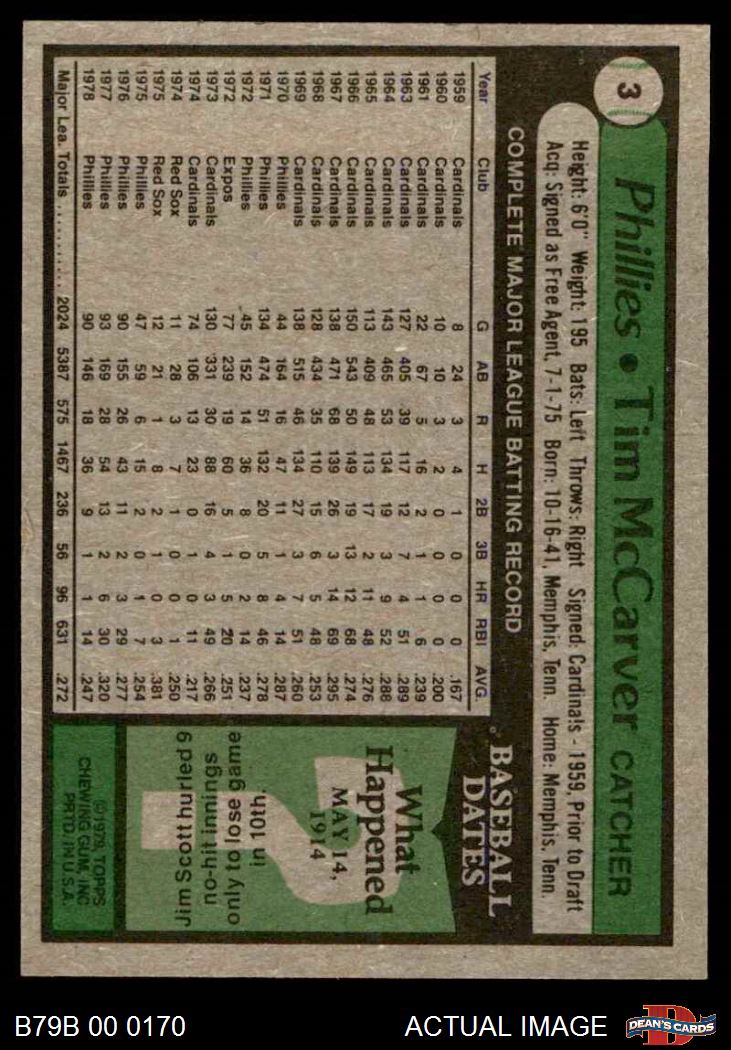 3
Phillies • Tim McCarver CATCHER
Height: 6'0" Weight: 195 Bats: Left Throws: Right Signed: Cardinals - 1959, Prior to Draft
Acq: Signed as Free Agent, 7-1-75 Born: 10-16-41, Memphis, Tenn. Home: Memphis, Tenn.
COMPLETE MAJOR LEAGUE BATTING RECORD
Year Club G AB R H 2B 3B HR RBI AVG.
1959 Cardinals 8 24 3 4 1 0 0 0 .167
1960 Cardinals 10 10 3 2 0 0 0 0 .200
1961 Cardinals 22 67 5 16 2 1 1 6 .239
1963 Cardinals 127 405 39 117 12 7 4 51 .289
1964 Cardinals 143 465 53 134 19 3 9 52 .288
1965 Cardinals 113 409 48 113 17 2 11 48 .276
1966 Cardinals 150 543 50 149 19 13 12 68 .274
1967 Cardinals 138 471 68 139 26 3 14 69 .295
1968 Cardinals 128 434 35 110 15 6 5 48 .253
1969 Cardinals 138 515 46 134 27 3 7 51 .260
1970 Phillies 44 164 16 47 11 1 4 14 .287
1971 Phillies 134 474 51 132 20 5 8 46 .278
1972 Phillies 45 152 14 36 8 0 2 14 .237
1972 Expos 77 239 19 60 5 1 5 20 .251
1973 Cardinals 130 331 30 88 16 4 3 49 .266
1974 Cardinals 74 106 13 23 0 1 0 11 .217
1974 Red Sox 11 28 3 7 1 0 0 1 .250
1975 Red Sox 12 21 1 8 2 1 0 3 .381
1975 Phillies 47 59 6 15 2 0 1 7 .254
1976 Phillies 90 155 26 43 11 2 3 29 .277
1977 Phillies 93 169 28 54 13 2 6 30 .320
1978 Phillies 90 146 18 36 9 1 1 14 .247
Major Lea. Totals .......... 2024 5387 575 1467 236 56 96 631 .272
BASEBALL
DATES
What
Happened
MAY 14,
1914
?
Jim Scott hurled 9
no-hit innings
only to lose game
in 10th.
©1979, TOPPS
CHEWING GUM, INC
PRTD. IN U.S.A.
B79B 00 0170 ACTUAL IMAGE
D
DEAN'S CARDS